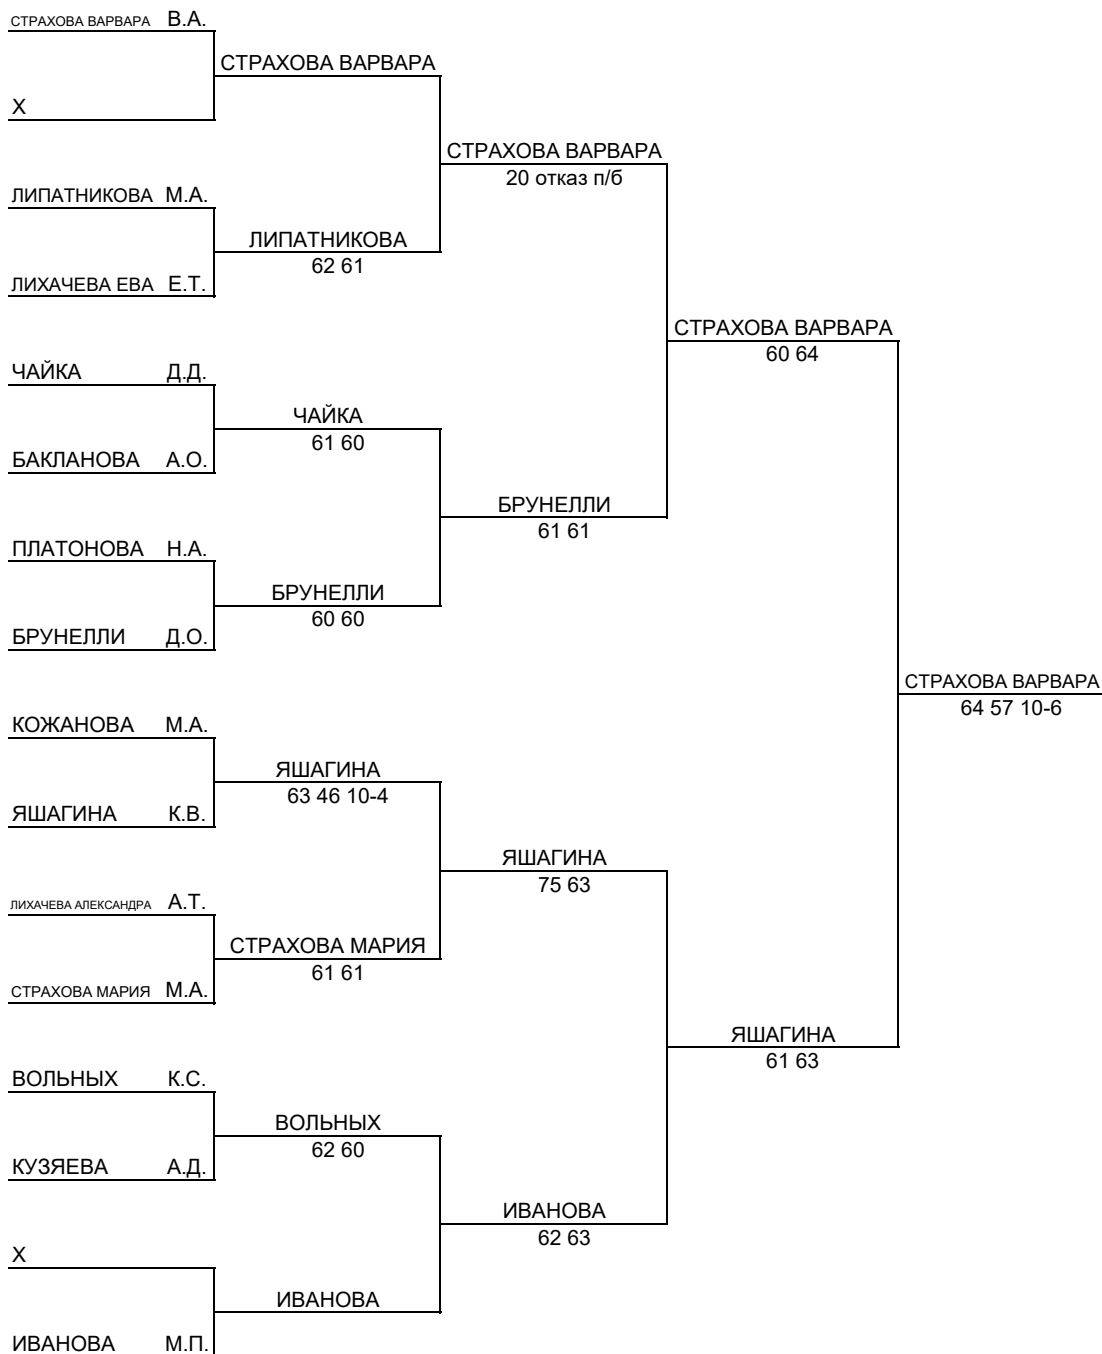 СТРАХОВА ВАРВАРА В.А.
СТРАХОВА ВАРВАРА
X
СТРАХОВА ВАРВАРА
20 отказ п/б
ЛИПАТНИКОВА М.А.
ЛИПАТНИКОВА
62 61
ЛИХАЧЕВА ЕВА Е.Т.
СТРАХОВА ВАРВАРА
60 64
ЧАЙКА Д.Д.
ЧАЙКА
61 60
БАКЛАНОВА А.О.
БРУНЕЛЛИ
61 61
ПЛАТОНОВА Н.А.
БРУНЕЛЛИ
60 60
БРУНЕЛЛИ Д.О.
СТРАХОВА ВАРВАРА
64 57 10-6
КОЖАНОВА М.А.
ЯШАГИНА
63 46 10-4
ЯШАГИНА К.В.
ЯШАГИНА
75 63
ЛИХАЧЕВА АЛЕКСАНДРА А.Т.
СТРАХОВА МАРИЯ
61 61
СТРАХОВА МАРИЯ М.А.
ЯШАГИНА
61 63
ВОЛЬНЫХ К.С.
ВОЛЬНЫХ
62 60
КУЗЯЕВА А.Д.
ИВАНОВА
62 63
X
ИВАНОВА
ИВАНОВА М.П.